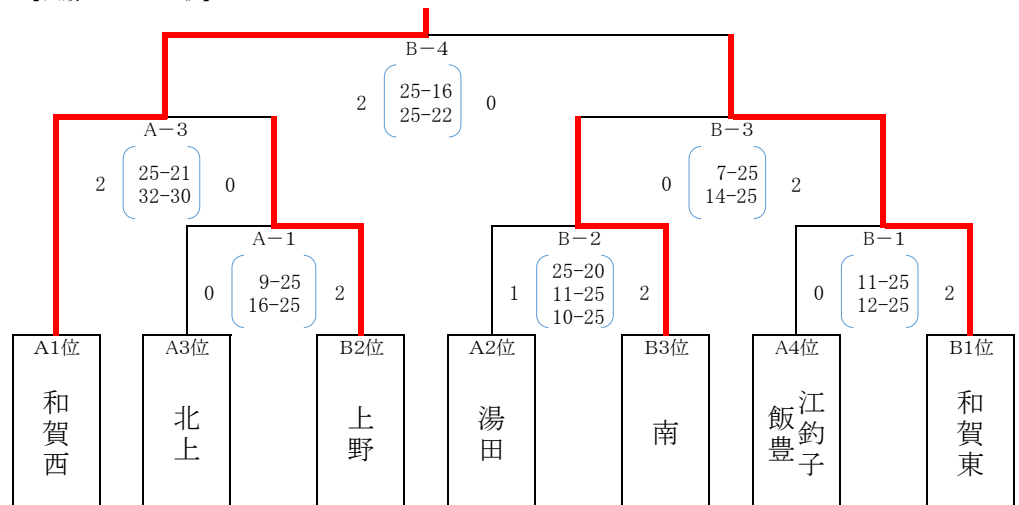 B-4
2 25-16 0
25-22
A-3
2 25-21 0
32-30
B-3
0 7-25 2
14-25
A-1
0 9-25 2
16-25
B-2
1 25-20 2
11-25
10-25
B-1
0 11-25 2
12-25
A1位 A3位 B2位 A2位 B3位 A4位 B1位
和賀西
北上
上野
湯田
南
江釣子
飯豊
和賀東